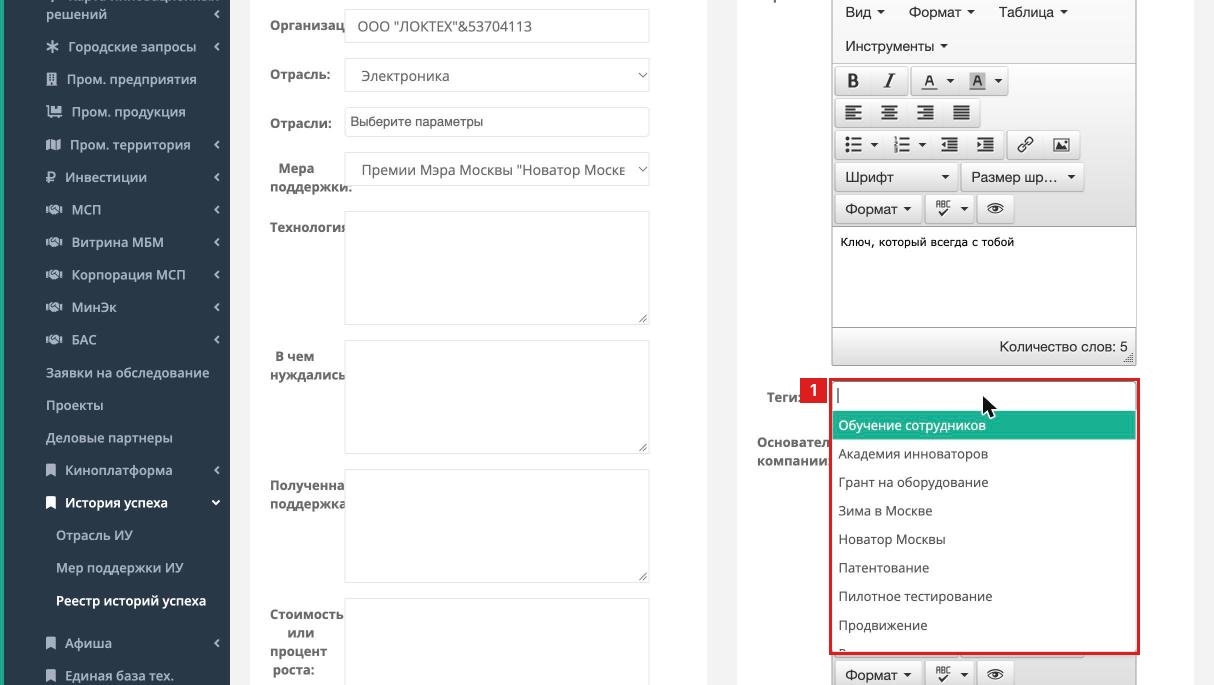 решений
Городские запросы
Пром. предприятия
Пром. продукция
Пром. территория
Инвестиции
МСП
Витрина МБМ
Корпорация МСП
МинЭк
БАС
Заявки на обследование
Проекты
Деловые партнеры
Киноплатформа
История успеха
Отрасль ИУ
Мер поддержки ИУ
Реестр историй успеха
Афиша
Единая база тех.
Организац
ООО "ЛОКТЕХ"&53704113
Отрасль:
Электроника
Отрасли:
Выберите параметры
Мера
поддержки:
Премии Мэра Москвы "Новатор Москв
Технология
В чем
нуждались
Полученна
поддержка
Стоимость
или
процент
роста:
Вид
Формат
Таблица
Инструменты
B I A A
Шрифт
Размер шр...
Формат
ABC
Ключ, который всегда с тобой
Количество слов: 5
Теги:
1
Основател
компании:
Обучение сотрудников
Академия инноваторов
Грант на оборудование
Зима в Москве
Новатор Москвы
Патентование
Пилотное тестирование
Продвижение
Формат
ABC